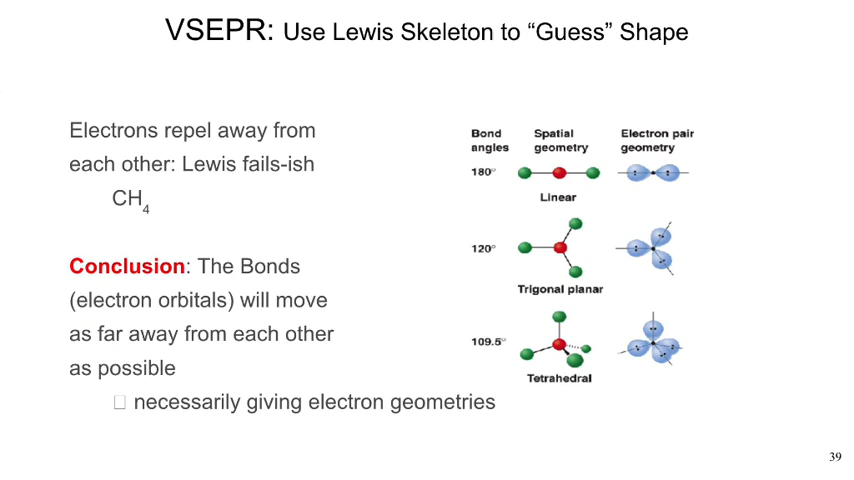 VSEPR: Use Lewis Skeleton to “Guess” Shape
Electrons repel away from
each other: Lewis fails-ish
CH4
Conclusion: The Bonds
(electron orbitals) will move
as far away from each other
as possible
necessarily giving electron geometries
Bond angles
Spatial geometry
Electron pair geometry
180°
Linear
120°
Trigonal planar
109.5°
Tetrahedral
39